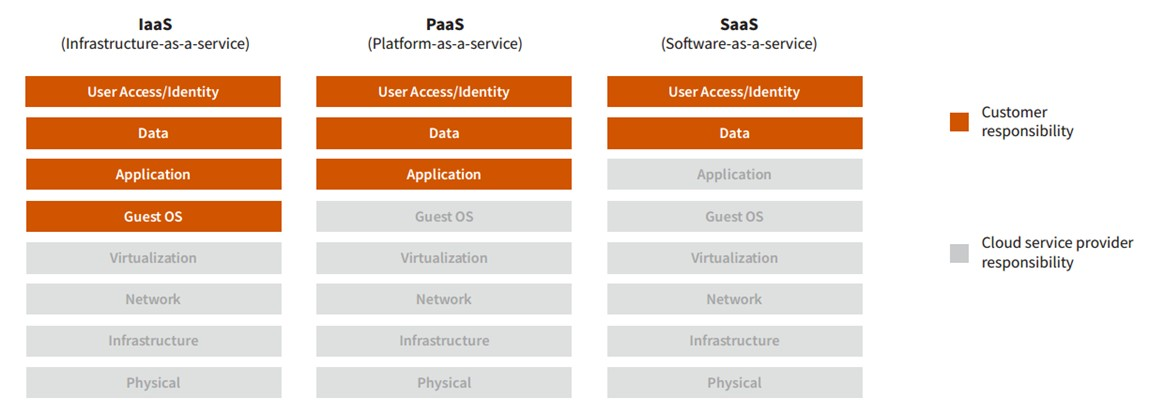 IaaS
(Infrastructure-as-a-service)
User Access/Identity
Data
Application
Guest OS
Virtualization
Network
Infrastructure
Physical
PaaS
(Platform-as-a-service)
User Access/Identity
Data
Application
Guest OS
Virtualization
Network
Infrastructure
Physical
SaaS
(Software-as-a-service)
User Access/Identity
Data
Application
Guest OS
Virtualization
Network
Infrastructure
Physical
Customer
responsibility
Cloud service provider
responsibility